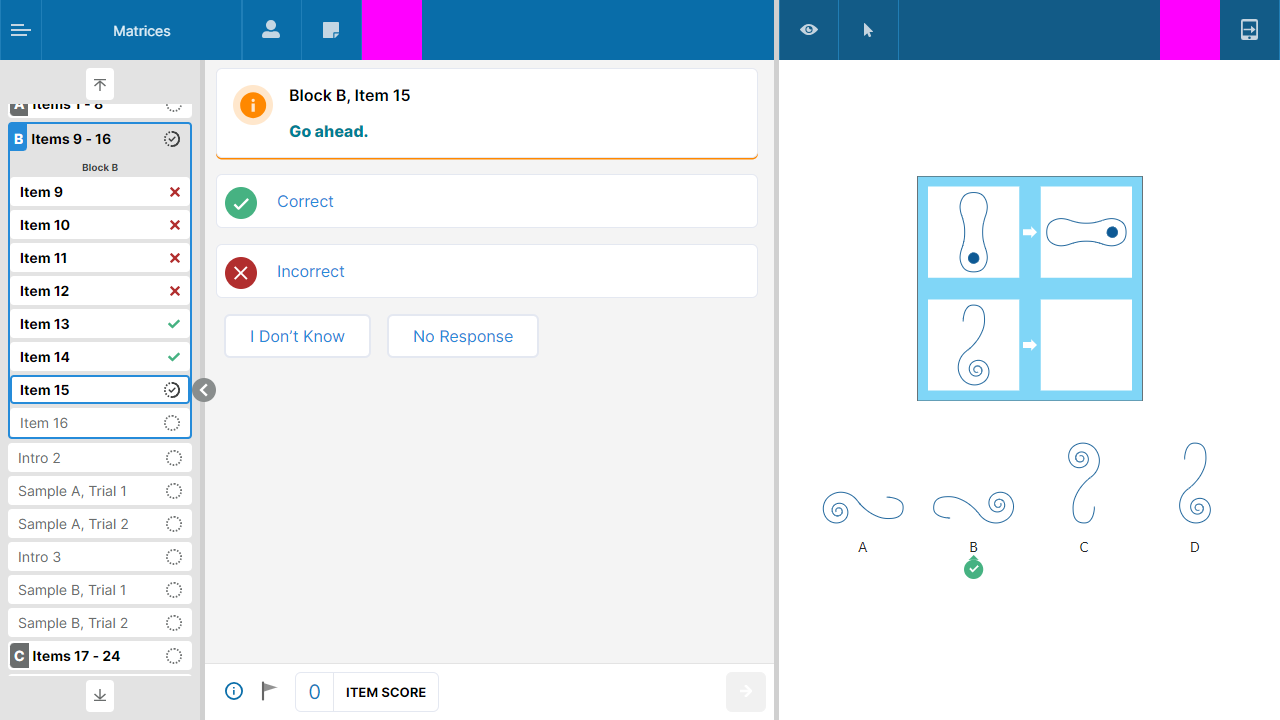 Matrices
A Items 1 - 8
B Items 9 - 16
Block B
Item 9
Item 10
Item 11
Item 12
Item 13
Item 14
Item 15
Item 16
Intro 2
Sample A, Trial 1
Sample A, Trial 2
Intro 3
Sample B, Trial 1
Sample B, Trial 2
C Items 17 - 24
Block B, Item 15
Go ahead.
Correct
Incorrect
I Don’t Know
No Response
0 ITEM SCORE
A
B
C
D